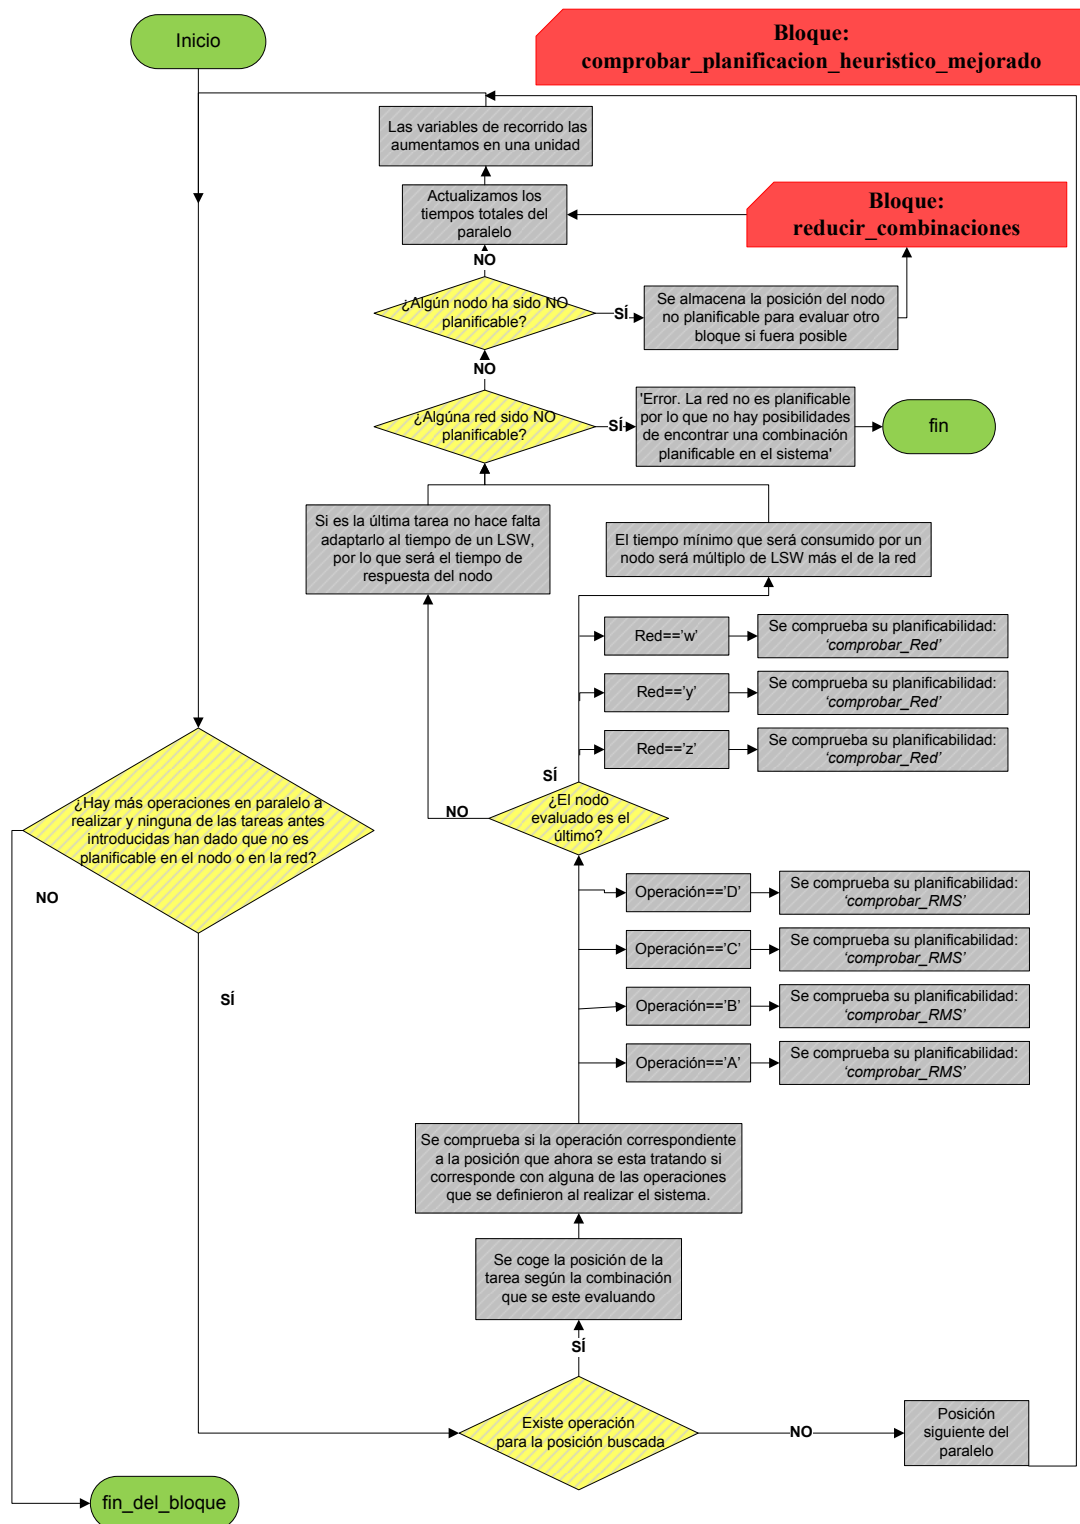 Inicio
Bloque:
comprobar_planificacion_heuristico_mejorado
Las variables de recorrido las
aumentamos en una unidad
Actualizamos los
tiempos totales del
paralelo
Bloque:
reducir_combinaciones
NO
¿Algún nodo ha sido NO
planificable?
SÍ
Se almacena la posición del nodo
no planificable para evaluar otro
bloque si fuera posible
NO
¿Algúna red sido NO
planificable?
SÍ
'Error. La red no es planificable
por lo que no hay posibilidades
de encontrar una combinación
planificable en el sistema'
fin
Si es la última tarea no hace falta
adaptarlo al tiempo de un LSW,
por lo que será el tiempo de
respuesta del nodo
El tiempo mínimo que será consumido por un
nodo será múltiplo de LSW más el de la red
Red=='w'
Se comprueba su planificabilidad:
‘comprobar_Red’
Red=='y'
Se comprueba su planificabilidad:
‘comprobar_Red’
Red=='z'
Se comprueba su planificabilidad:
‘comprobar_Red’
SÍ
NO
¿El nodo
evaluado es el
último?
¿Hay más operaciones en paralelo a
realizar y ninguna de las tareas antes
introducidas han dado que no es
planificable en el nodo o en la red?
NO
SÍ
Operación=='D'
Se comprueba su planificabilidad:
‘comprobar_RMS’
Operación=='C'
Se comprueba su planificabilidad:
‘comprobar_RMS’
Operación=='B'
Se comprueba su planificabilidad:
‘comprobar_RMS’
Operación=='A'
Se comprueba su planificabilidad:
‘comprobar_RMS’
Se comprueba si la operación correspondiente
a la posición que ahora se esta tratando si
corresponde con alguna de las operaciones
que se definieron al realizar el sistema.
Se coge la posición de la
tarea según la combinación
que se este evaluando
SÍ
Existe operación
para la posición buscada
NO
Posición
siguiente del
paralelo
fin_del_bloque